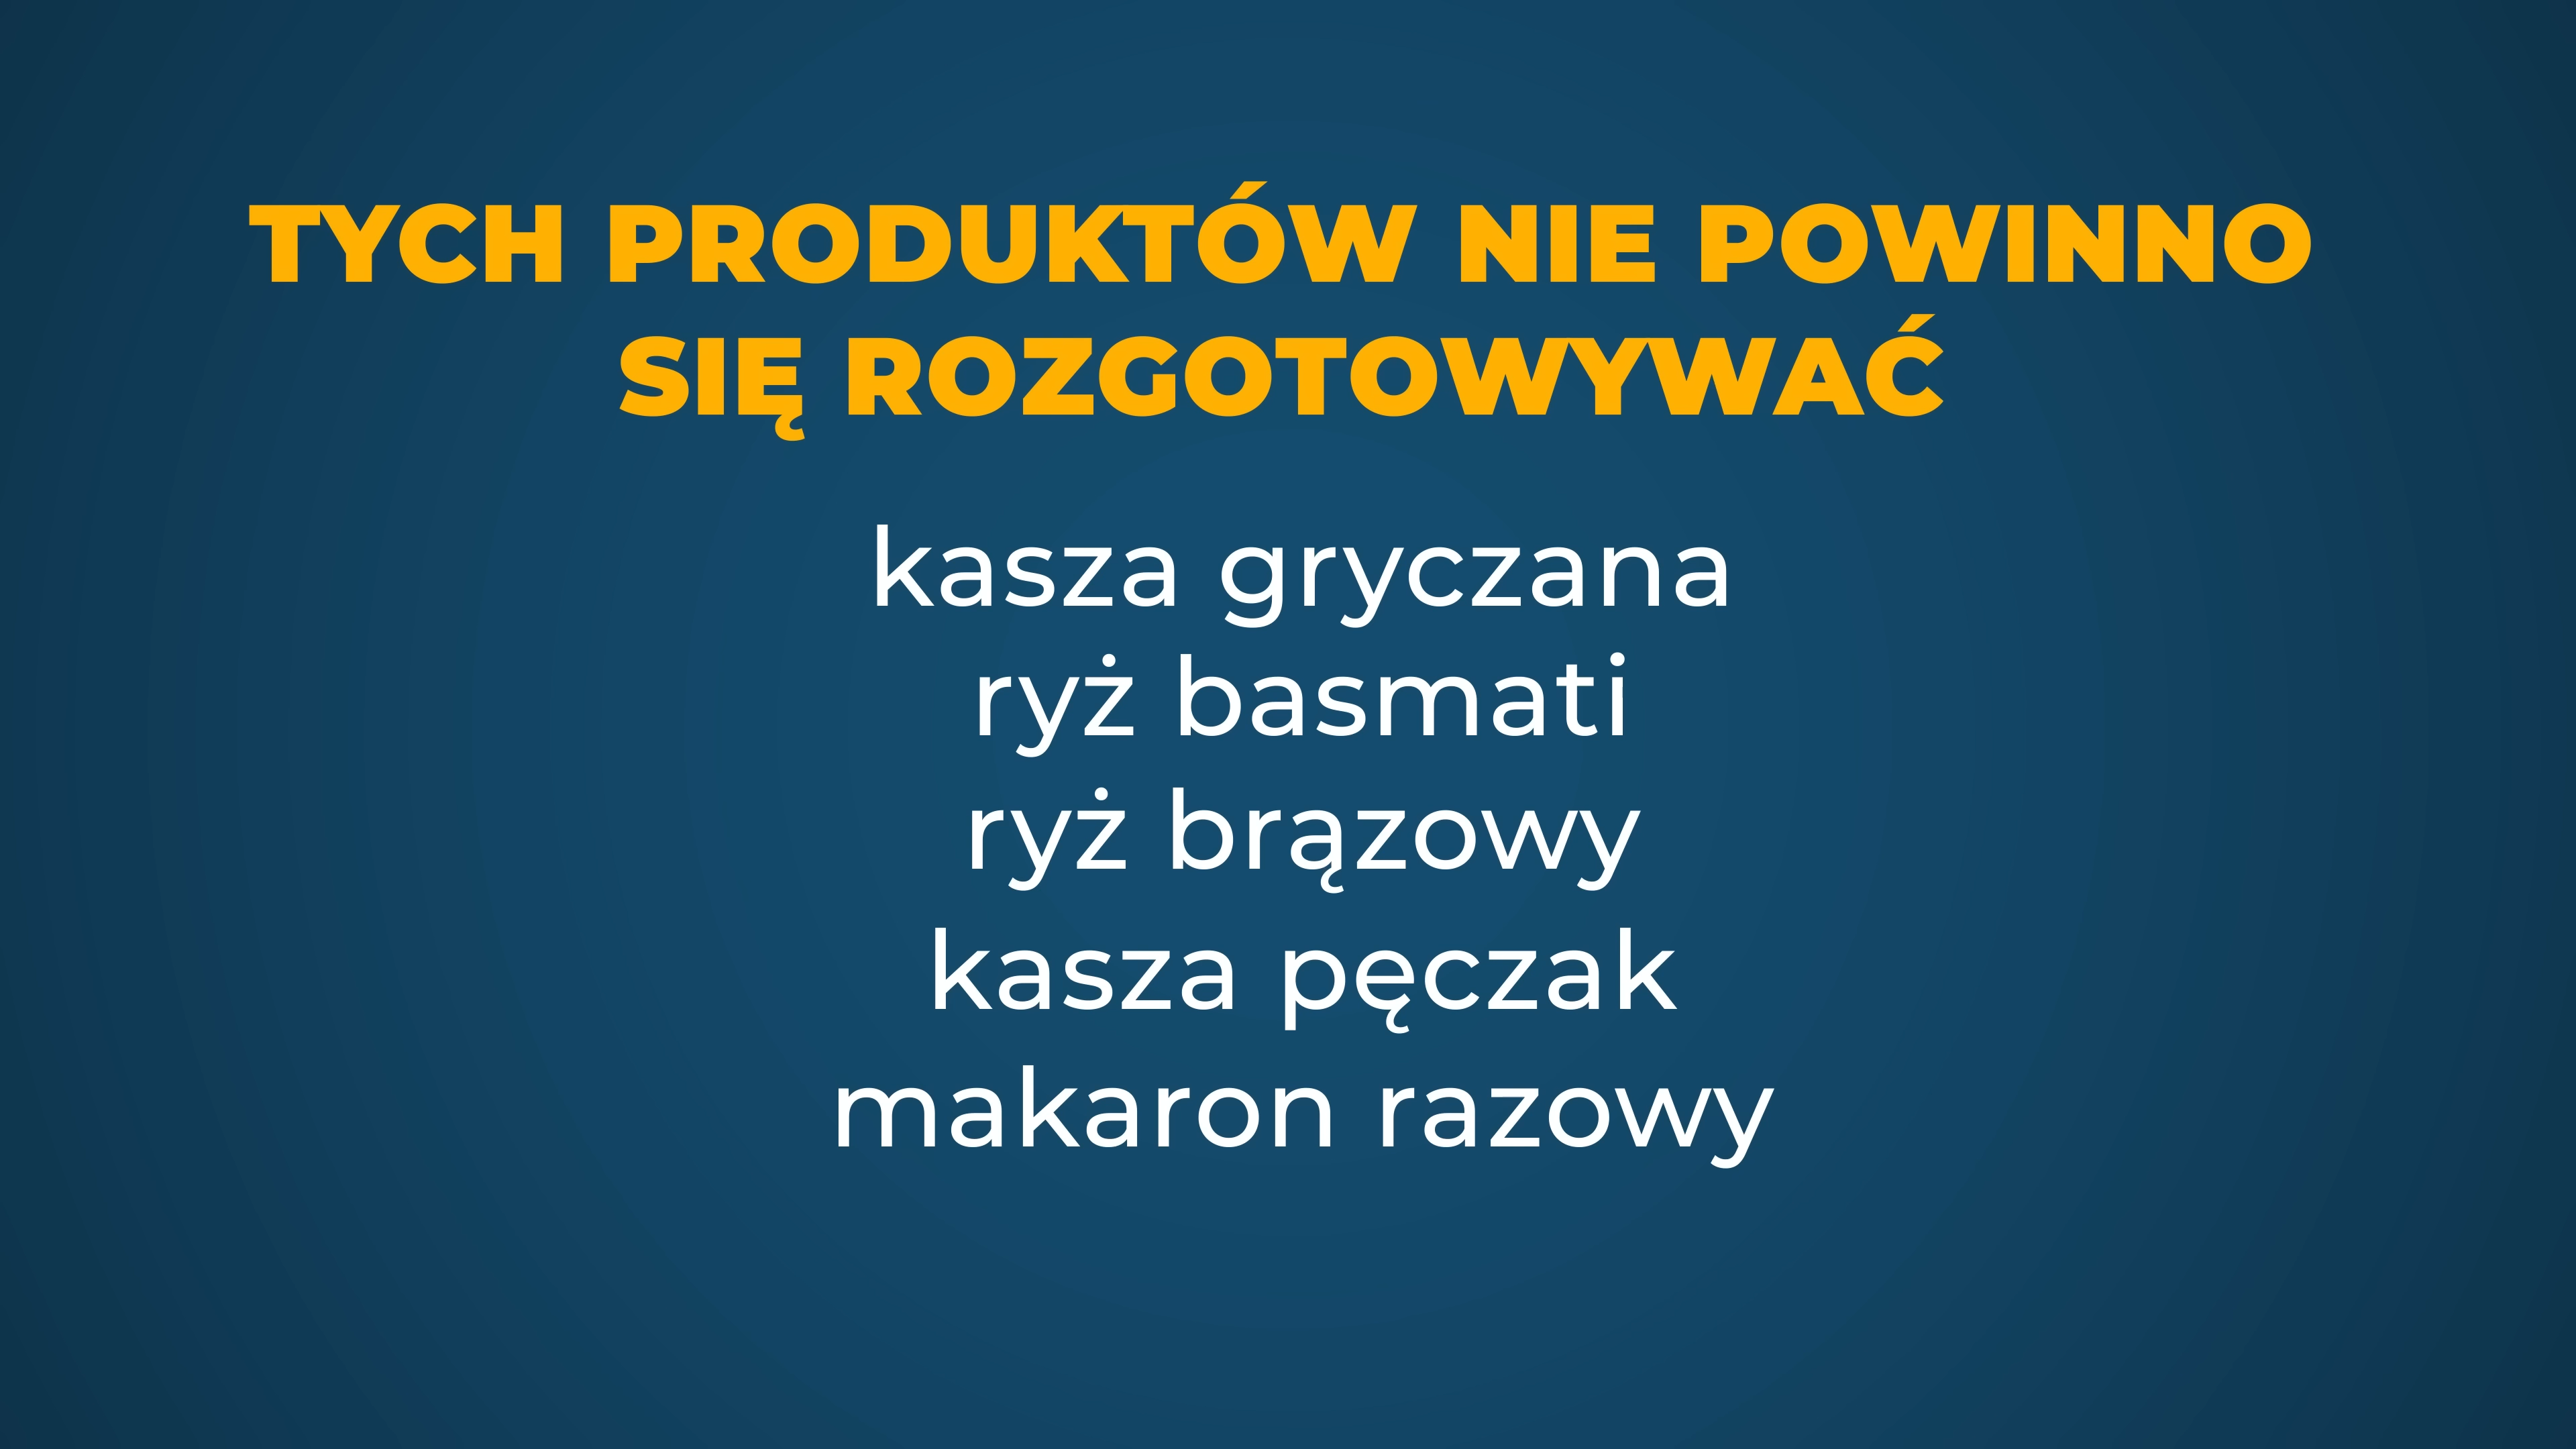 TYCH PRODUKTÓW NIE POWINNO
SIĘ ROZGOTOWYWAĆ
kasza gryczana
ryż basmati
ryż brązowy
kasza pęczak
makaron razowy